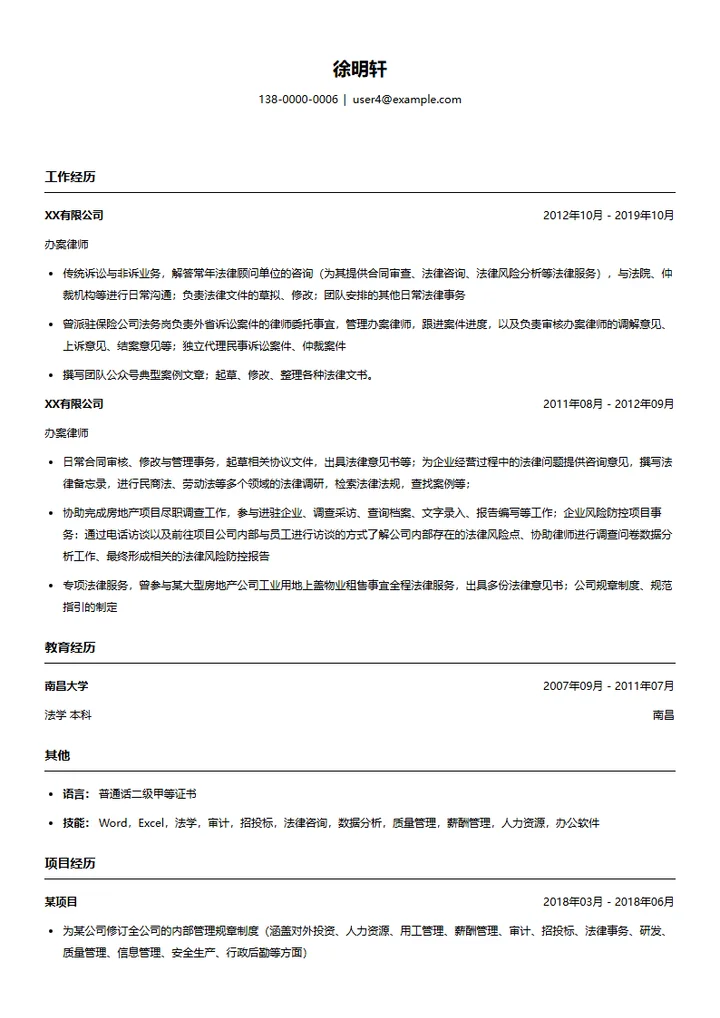 徐明轩
138-0000-0006 | user4@example.com
工作经历
XX有限公司 2012年10月 - 2019年10月
办案律师
• 传统诉讼与非诉业务，解答常年法律顾问单位的咨询（为其提供合同审查、法律咨询、法律风险分析等法律服务），与法院、仲
裁机构等进行日常沟通；负责法律文件的草拟、修改；团队安排的其他日常法律事务
• 曾派驻保险公司法务岗负责外省诉讼案件的律师委托事宜，管理办案律师，跟进案件进度，以及负责审核办案律师的调解意见、
上诉意见、结案意见等；独立代理民事诉讼案件、仲裁案件
• 撰写团队公众号典型案例文章；起草、修改、整理各种法律文书。
XX有限公司 2011年08月 - 2012年09月
办案律师
• 日常合同审核、修改与管理事务，起草相关协议文件，出具法律意见书等；为企业经营过程中的法律问题提供咨询意见，撰写法
律备忘录，进行民商法、劳动法等多个领域的法律调研，检索法律法规，查找案例等；
• 协助完成房地产项目尽职调查工作，参与进驻企业、调查采访、查询档案、文字录入、报告编写等工作；企业风险防控项目事
务：通过电话访谈以及前往项目公司内部与员工进行访谈的方式了解公司内部存在的法律风险点、协助律师进行调查问卷数据分
析工作、最终形成相关的法律风险防控报告
• 专项法律服务，曾参与某大型房地产公司工业用地上盖物业租售事宜全程法律服务，出具多份法律意见书；公司规章制度、规范
指引的制定
教育经历
南昌大学 2007年09月 - 2011年07月
法学 本科 南昌
其他
• 语言： 普通话二级甲等证书
• 技能： Word，Excel，法学，审计，招投标，法律咨询，数据分析，质量管理，薪酬管理，人力资源，办公软件
项目经历
某项目 2018年03月 - 2018年06月
• 为某公司修订全公司的内部管理规章制度（涵盖对外投资、人力资源、用工管理、薪酬管理、审计、招投标、法律事务、研发、
质量管理、信息管理、安全生产、行政后勤等方面）